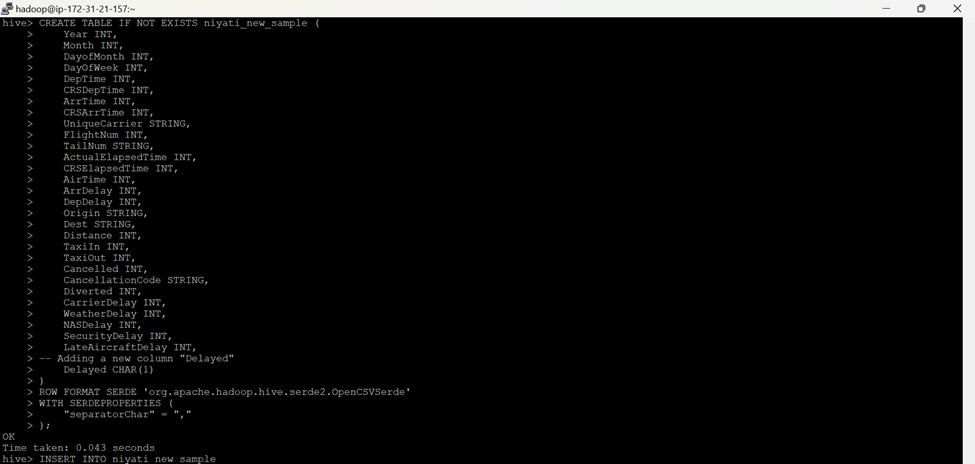 hadoop@ip-172-31-21-157:~
hive> CREATE TABLE IF NOT EXISTS niyati_new_sample (
    >     Year INT,
    >     Month INT,
    >     DayofMonth INT,
    >     DayOfWeek INT,
    >     DepTime INT,
    >     CRSDepTime INT,
    >     ArrTime INT,
    >     CRSArrTime INT,
    >     UniqueCarrier STRING,
    >     FlightNum INT,
    >     TailNum STRING,
    >     ActualElapsedTime INT,
    >     CRSElapsedTime INT,
    >     AirTime INT,
    >     ArrDelay INT,
    >     DepDelay INT,
    >     Origin STRING,
    >     Dest STRING,
    >     Distance INT,
    >     TaxiIn INT,
    >     TaxiOut INT,
    >     Cancelled INT,
    >     CancellationCode STRING,
    >     Diverted INT,
    >     CarrierDelay INT,
    >     WeatherDelay INT,
    >     NASDelay INT,
    >     SecurityDelay INT,
    >     LateAircraftDelay INT,
    > -- Adding a new column "Delayed"
    >     Delayed CHAR(1)
    > )
    > ROW FORMAT SERDE 'org.apache.hadoop.hive.serde2.OpenCSVSerde'
    > WITH SERDEPROPERTIES (
    >     "separatorChar" = ","
    > );
OK
Time taken: 0.043 seconds
hive> INSERT INTO niyati_new_sample